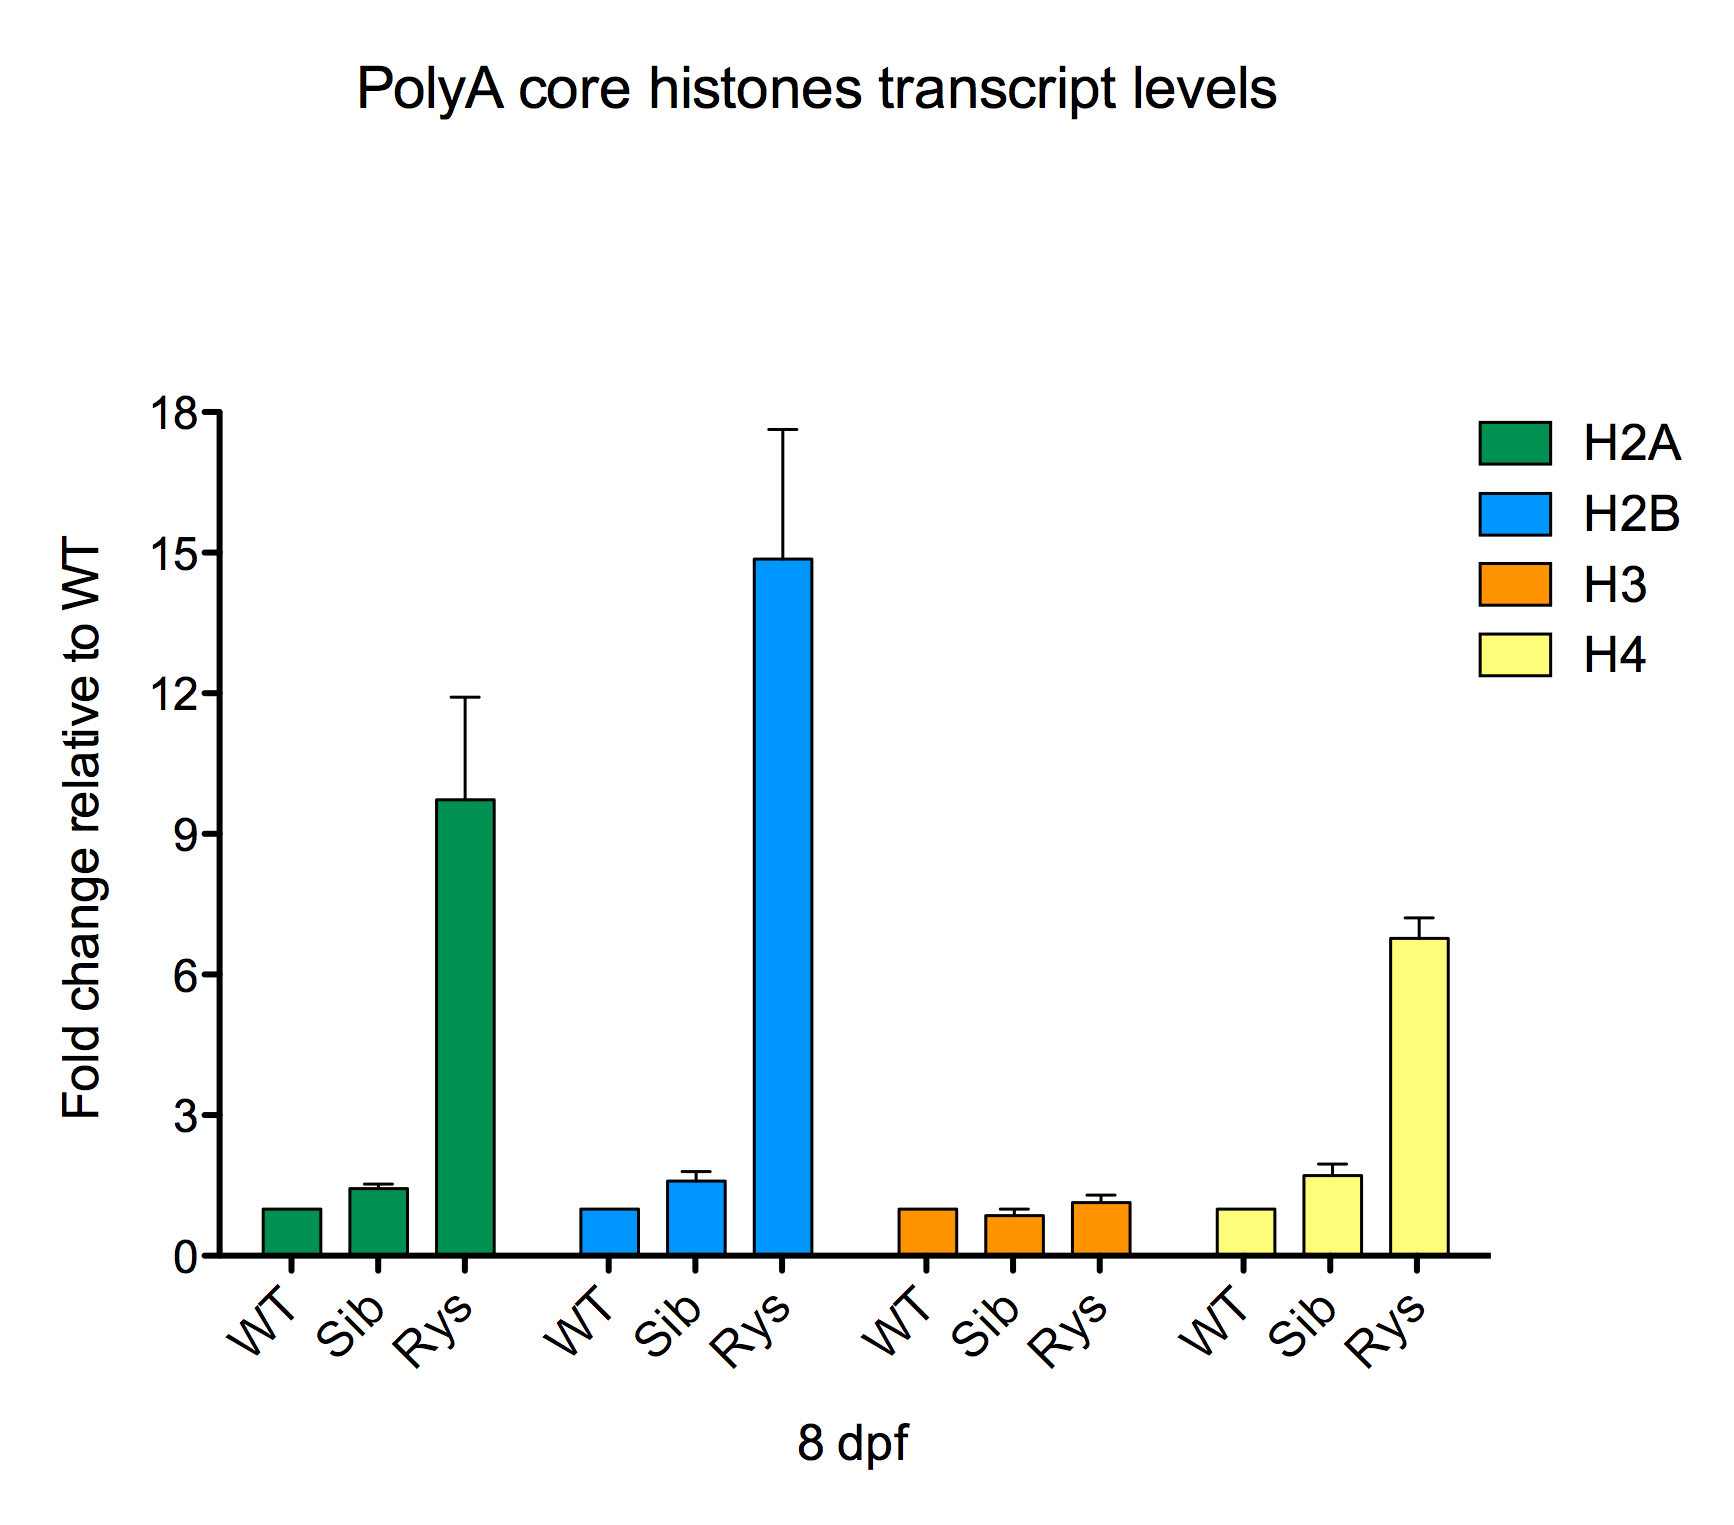 PolyA core histones transcript levels
Fold change relative to WT
18
15
12
9
6
3
0
H2A
H2B
H3
H4
WT Sib Rys WT Sib Rys WT Sib Rys WT Sib Rys
8 dpf